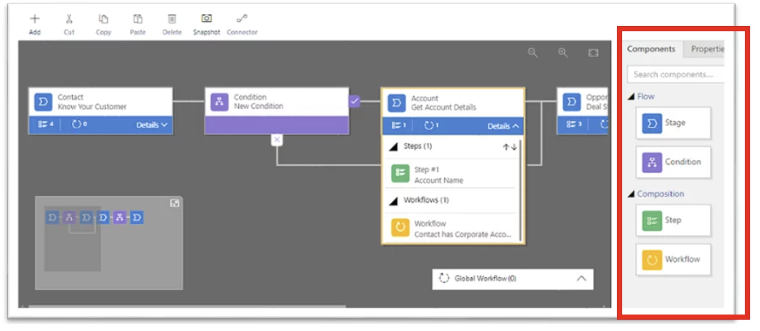 Add Cut Copy Paste Delete Snapshot Connector
Contact
Know Your Customer
4 0 Details
Condition
New Condition
Account
Get Account Details
1 1 Details
Steps (1)
Step #1
Account Name
Workflows (1)
Workflow
Contact has Corporate Acco...
Oppo
Deal S
3
Global Workflow (0)
Components Propertie
Search components...
Flow
Stage
Condition
Composition
Step
Workflow